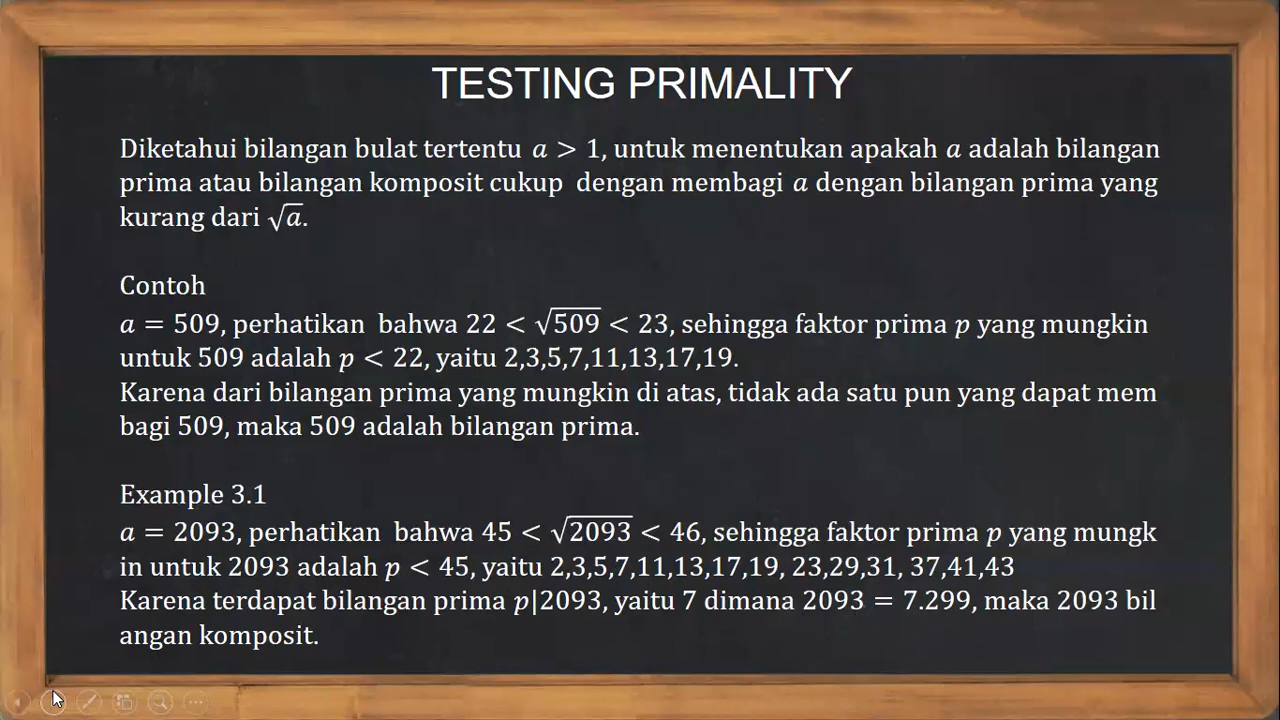 TESTING PRIMALITY
Diketahui bilangan bulat tertentu a > 1, untuk menentukan apakah a adalah bilangan
prima atau bilangan komposit cukup dengan membagi a dengan bilangan prima yang
kurang dari √a.
Contoh
a = 509, perhatikan bahwa 22 < √509 < 23, sehingga faktor prima p yang mungkin
untuk 509 adalah p < 22, yaitu 2,3,5,7,11,13,17,19.
Karena dari bilangan prima yang mungkin di atas, tidak ada satu pun yang dapat mem
bagi 509, maka 509 adalah bilangan prima.
Example 3.1
a = 2093, perhatikan bahwa 45 < √2093 < 46, sehingga faktor prima p yang mungk
in untuk 2093 adalah p < 45, yaitu 2,3,5,7,11,13,17,19, 23,29,31, 37,41,43
Karena terdapat bilangan prima p|2093, yaitu 7 dimana 2093 = 7.299, maka 2093 bil
angan komposit.